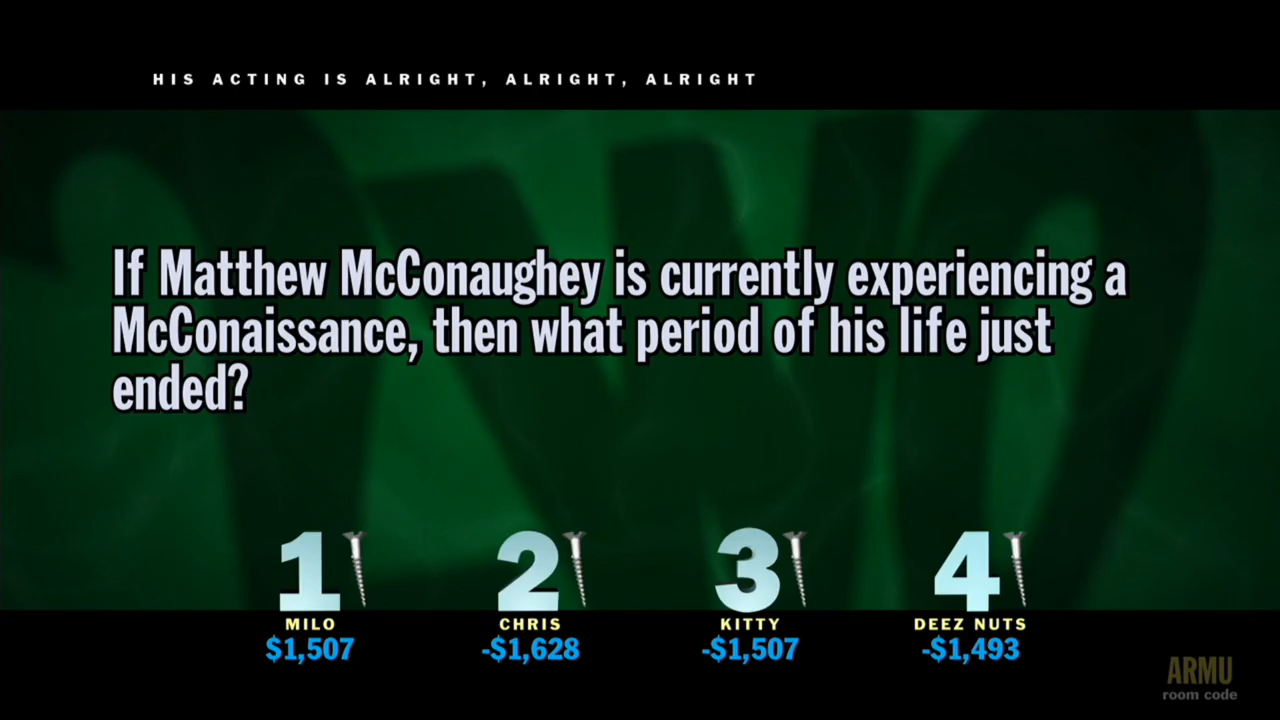 HIS ACTING IS ALRIGHT, ALRIGHT, ALRIGHT
If Matthew McConaughey is currently experiencing a
McConaissance, then what period of his life just
ended?
1 2 3 4
MILO CHRIS KITTY DEEZ NUTS
$1,507 -$1,628 -$1,507 -$1,493
ARMU
room code